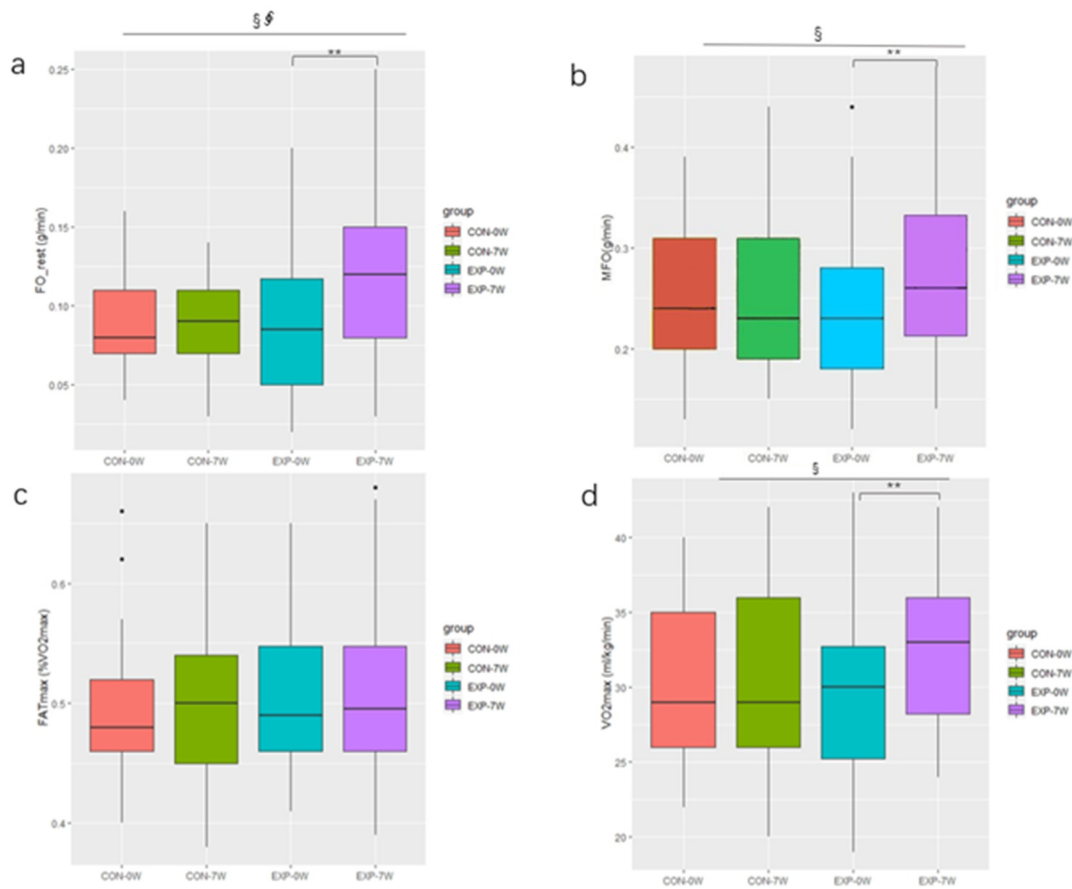 § §
a
**
FO_rest (g/min)
0.25
0.20
0.15
0.10
0.05
CON-0W CON-7W EXP-0W EXP-7W
group
CON-0W
CON-7W
EXP-0W
EXP-7W
§
b
**
MFO(g/min)
0.4
0.3
0.2
CON-0W CON-7W EXP-0W EXP-7W
group
CON-0W
CON-7W
EXP-0W
EXP-7W
c
FATmax (%VO2max)
0.6
0.5
0.4
CON-0W CON-7W EXP-0W EXP-7W
group
CON-0W
CON-7W
EXP-0W
EXP-7W
§
d
**
VO2max (ml/kg/min)
40
35
30
25
20
CON-0W CON-7W EXP-0W EXP-7W
group
CON-0W
CON-7W
EXP-0W
EXP-7W